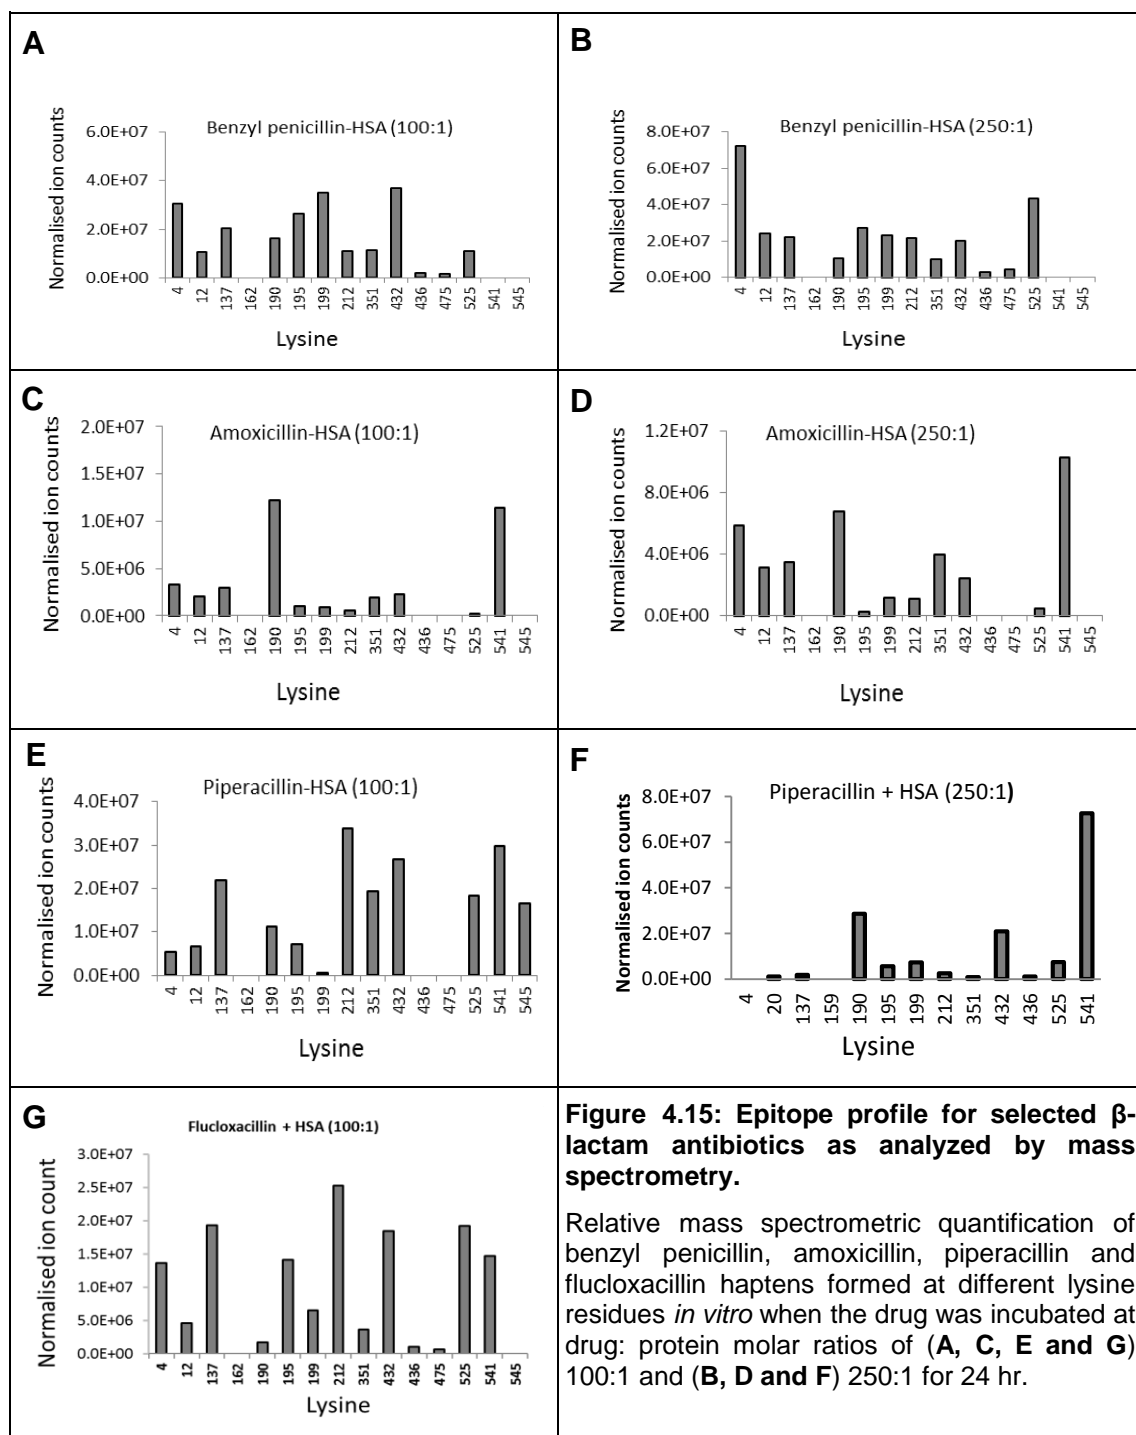 A
Benzyl penicillin-HSA (100:1)
Normalised ion counts
6.0E+07
4.0E+07
2.0E+07
0.0E+00
4 12 137 162 190 195 199 212 351 432 436 475 525 541 545
Lysine
B
Benzyl penicillin-HSA (250:1)
Normalised ion counts
8.0E+07
6.0E+07
4.0E+07
2.0E+07
0.0E+00
4 12 137 162 190 195 199 212 351 432 436 475 525 541 545
Lysine
C
Amoxicillin-HSA (100:1)
Normalised ion counts
2.0E+07
1.5E+07
1.0E+07
5.0E+06
0.0E+00
4 12 137 162 190 195 199 212 351 432 436 475 525 541 545
Lysine
D
Amoxicillin-HSA (250:1)
Normalised ion counts
1.2E+07
8.0E+06
4.0E+06
0.0E+00
4 12 137 162 190 195 199 212 351 432 436 475 525 541 545
Lysine
E
Piperacillin-HSA (100:1)
Normalised ion counts
4.0E+07
3.0E+07
2.0E+07
1.0E+07
0.0E+00
4 12 137 162 190 195 199 212 351 432 436 475 525 541 545
Lysine
F
Piperacillin + HSA (250:1)
Normalised ion counts
8.0E+07
6.0E+07
4.0E+07
2.0E+07
0.0E+00
4 20 137 159 190 195 199 212 351 432 436 525 541
Lysine
G
Flucloxacillin + HSA (100:1)
Normalised ion count
3.0E+07
2.5E+07
2.0E+07
1.5E+07
1.0E+07
5.0E+06
0.0E+00
4 12 137 162 190 195 199 212 351 432 436 475 525 541 545
Lysine
Figure 4.15: Epitope profile for selected β-
lactam antibiotics as analyzed by mass
spectrometry.
Relative mass spectrometric quantification of
benzyl penicillin, amoxicillin, piperacillin and
flucloxacillin haptens formed at different lysine
residues in vitro when the drug was incubated at
drug: protein molar ratios of (A, C, E and G)
100:1 and (B, D and F) 250:1 for 24 hr.